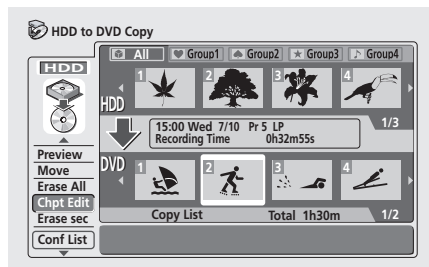 HDD to DVD Copy
All Group1 Group2 Group3 Group4
HDD
1 2 3 4
HDD
15:00 Wed 7/10 Pr 5 LP
Recording Time 0h32m55s
1/3
Preview
Move
Erase All
Chpt Edit
Erase sec
Conf List
DVD
1 2 3 4
Copy List Total 1h30m 1/2